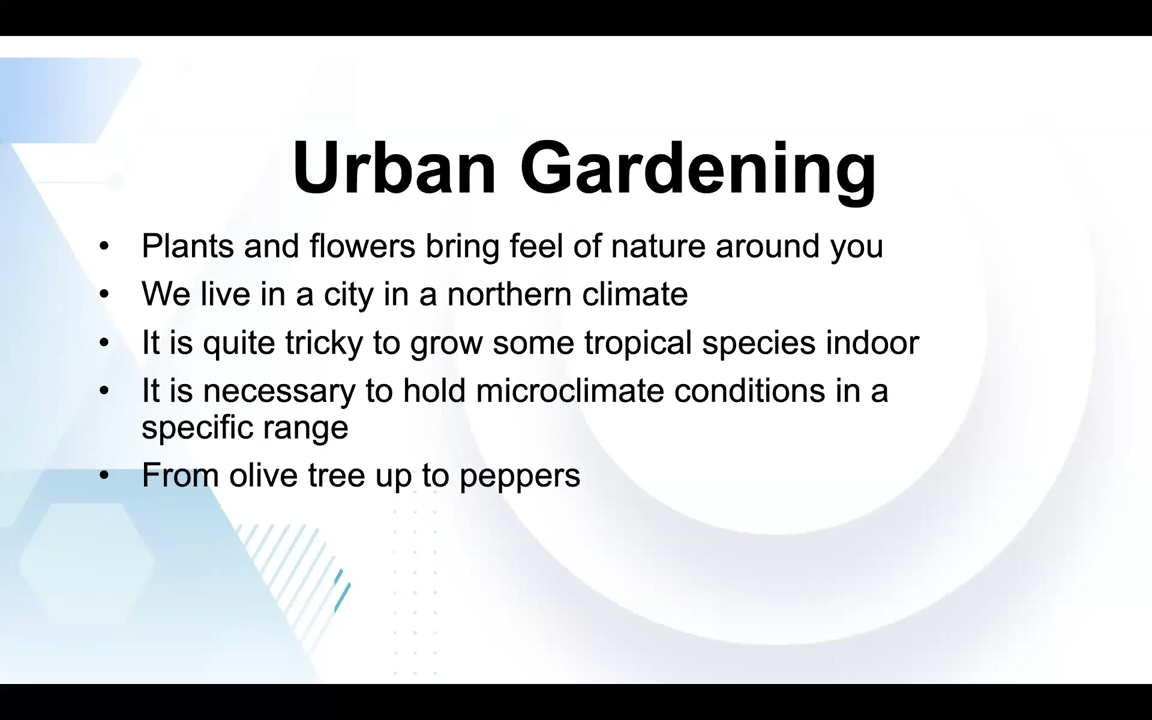 Urban Gardening
• Plants and flowers bring feel of nature around you
• We live in a city in a northern climate
• It is quite tricky to grow some tropical species indoor
• It is necessary to hold microclimate conditions in a
specific range
• From olive tree up to peppers